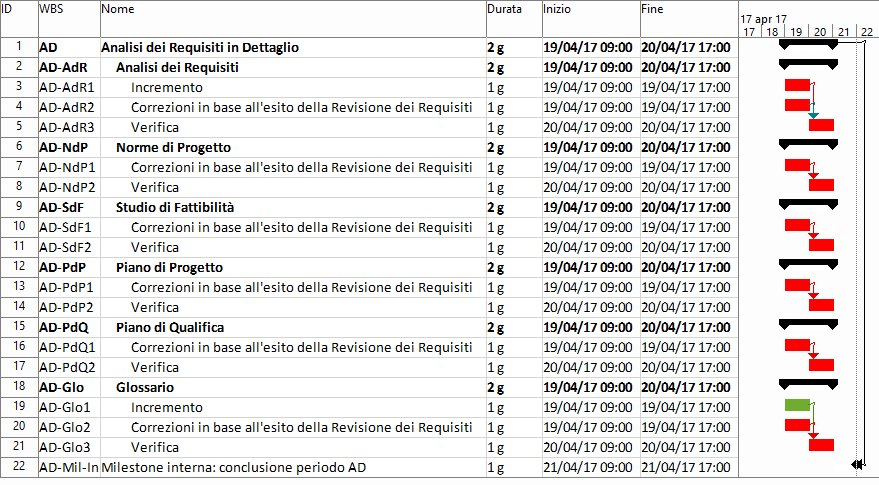 ID WBS Nome Durata Inizio Fine
17 apr 17
17 18 19 20 21 22
1 AD Analisi dei Requisiti in Dettaglio 2 g 19/04/17 09:00 20/04/17 17:00
2 AD-AdR Analisi dei Requisiti 2 g 19/04/17 09:00 20/04/17 17:00
3 AD-AdR1 Incremento 1 g 19/04/17 09:00 19/04/17 17:00
4 AD-AdR2 Correzioni in base all'esito della Revisione dei Requisiti 1 g 19/04/17 09:00 19/04/17 17:00
5 AD-AdR3 Verifica 1 g 20/04/17 09:00 20/04/17 17:00
6 AD-NdP Norme di Progetto 2 g 19/04/17 09:00 20/04/17 17:00
7 AD-NdP1 Correzioni in base all'esito della Revisione dei Requisiti 1 g 19/04/17 09:00 19/04/17 17:00
8 AD-NdP2 Verifica 1 g 20/04/17 09:00 20/04/17 17:00
9 AD-SdF Studio di Fattibilità 2 g 19/04/17 09:00 20/04/17 17:00
10 AD-SdF1 Correzioni in base all'esito della Revisione dei Requisiti 1 g 19/04/17 09:00 19/04/17 17:00
11 AD-SdF2 Verifica 1 g 20/04/17 09:00 20/04/17 17:00
12 AD-PdP Piano di Progetto 2 g 19/04/17 09:00 20/04/17 17:00
13 AD-PdP1 Correzioni in base all'esito della Revisione dei Requisiti 1 g 19/04/17 09:00 19/04/17 17:00
14 AD-PdP2 Verifica 1 g 20/04/17 09:00 20/04/17 17:00
15 AD-PdQ Piano di Qualifica 2 g 19/04/17 09:00 20/04/17 17:00
16 AD-PdQ1 Correzioni in base all'esito della Revisione dei Requisiti 1 g 19/04/17 09:00 19/04/17 17:00
17 AD-PdQ2 Verifica 1 g 20/04/17 09:00 20/04/17 17:00
18 AD-Glo Glossario 2 g 19/04/17 09:00 20/04/17 17:00
19 AD-Glo1 Incremento 1 g 19/04/17 09:00 19/04/17 17:00
20 AD-Glo2 Correzioni in base all'esito della Revisione dei Requisiti 1 g 19/04/17 09:00 19/04/17 17:00
21 AD-Glo3 Verifica 1 g 20/04/17 09:00 20/04/17 17:00
22 AD-Mil-In Milestone interna: conclusione periodo AD 1 g 21/04/17 09:00 21/04/17 17:00